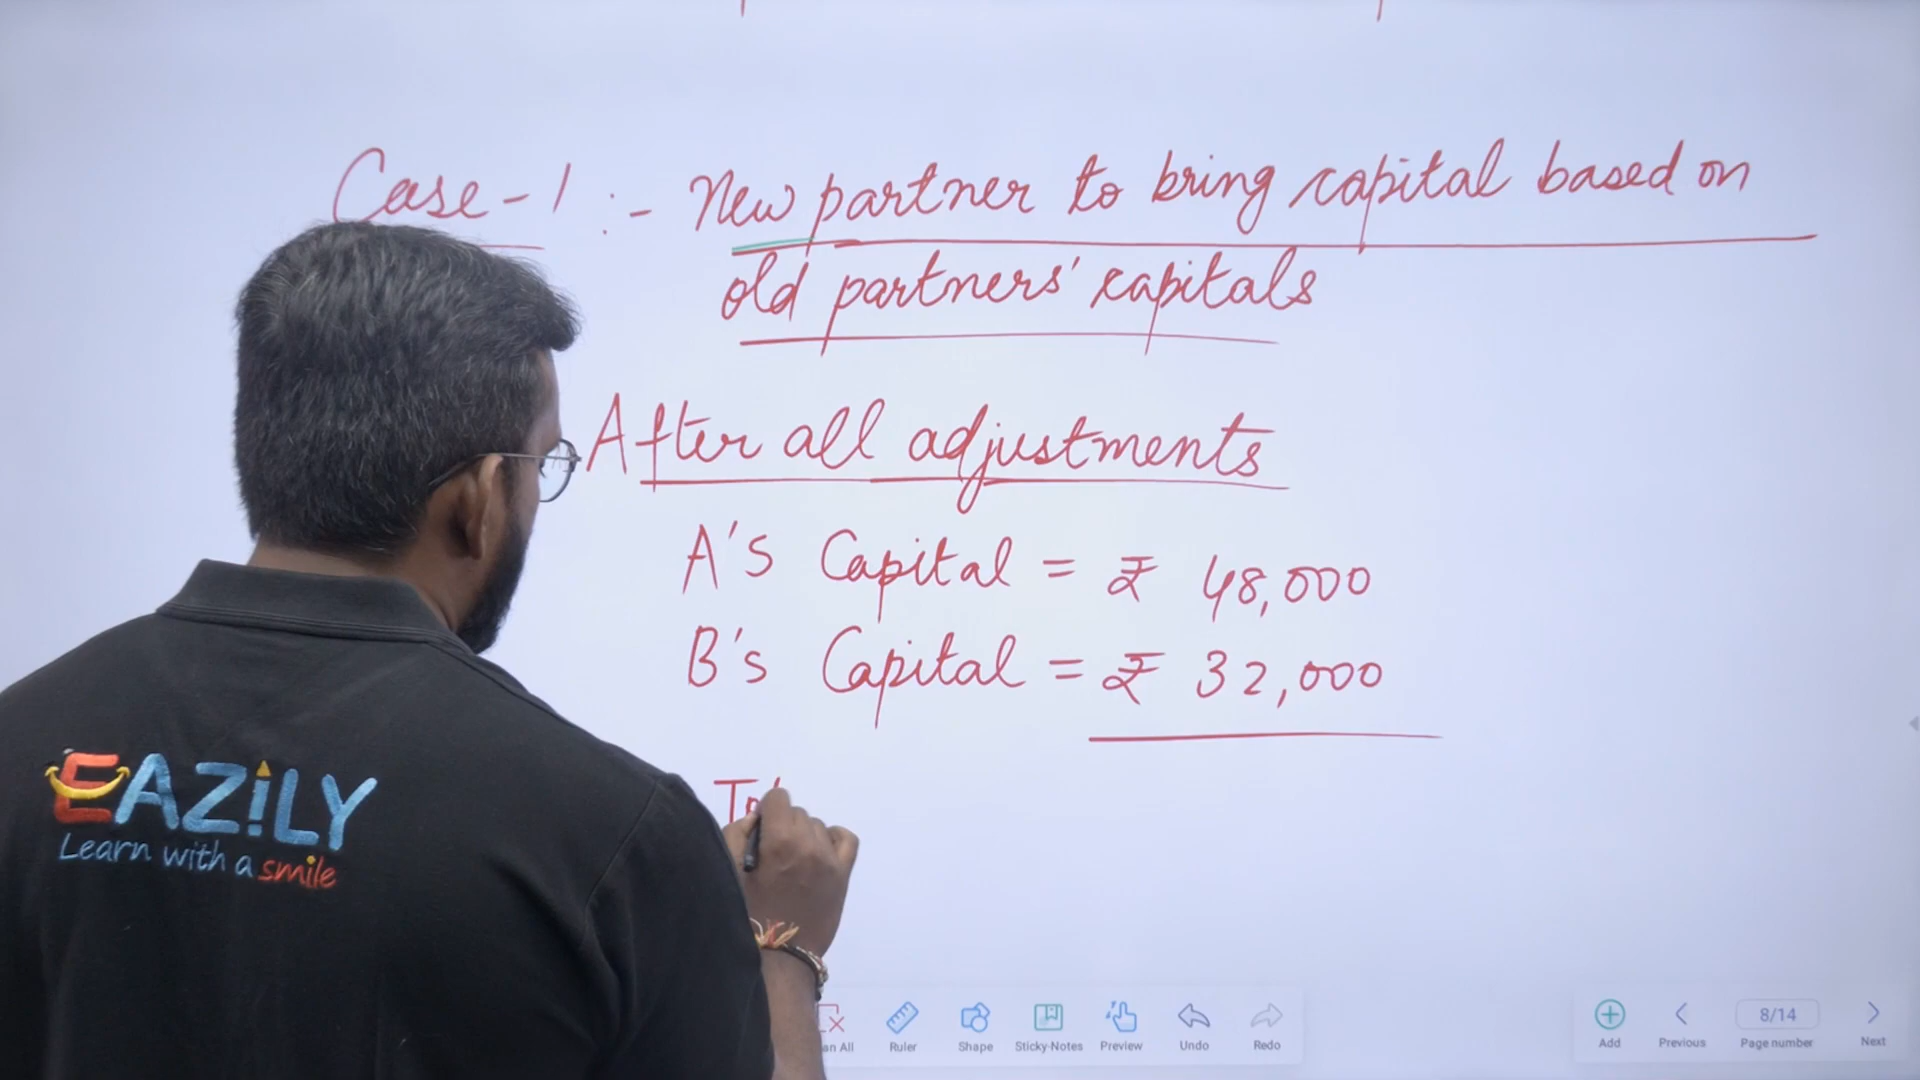 Case-1 :- New partner to bring capital based on
old partners' capitals
After all adjustments
A's Capital = ₹ 48,000
B's Capital = ₹ 32,000
EAZiLY
Learn with a smile
Ruler
Shape
Sticky-Notes
Preview
Undo
Redo
Add
Previous
8/14
Page number
Next